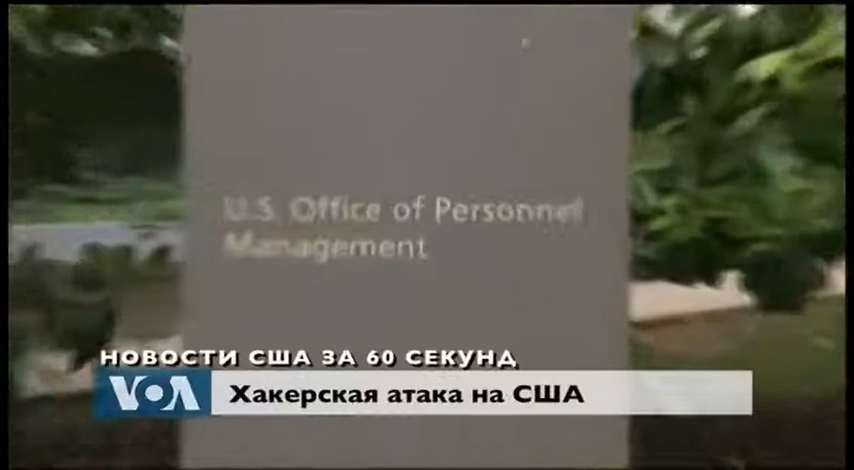 U.S. Office of Personnel
Management
НОВОСТИ США ЗА 60 СЕКУНД
VOA
Хакерская атака на США